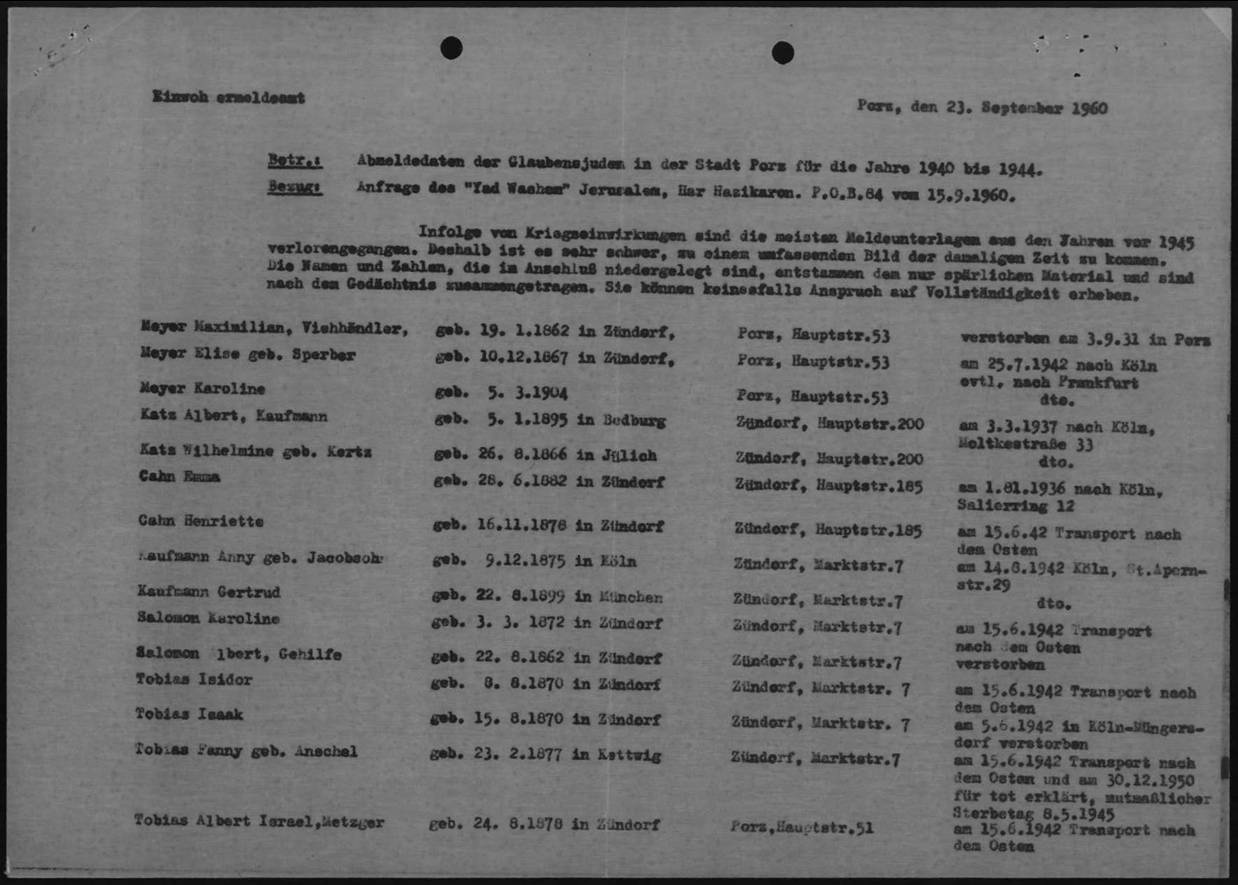 Einwoh ermeldeamt
Porz, den 23. September 1960
Betr.: Abmeldedaten der Glaubensjuden in der Stadt Porz für die Jahre 1940 bis 1944.
Bezug: Anfrage des "Yad Washem" Jerusalem, Har Hazikaron. P.O.B.84 vom 15.9.1960.
Infolge von Kriegseinwirkungen sind die meisten Meldeunterlagen aus den Jahren vor 1945
verlorengegangen. Deshalb ist es sehr schwer, zu einem umfassenden Bild der damaligen Zeit zu kommen.
Die Namen und Zahlen, die im Anschluß niedergelegt sind, entstammen dem nur spärlichen Material und sind
nach dem Gedächtnis zusammengetragen. Sie können keinesfalls Anspruch auf Vollständigkeit erheben.
Meyer Maximilian, Viehhändler, geb. 19. 1.1862 in Zündorf, Porz, Hauptstr.53 verstorben am 3.9.31 in Porz
Meyer Elise geb. Sperber geb. 10.12.1867 in Zündorf, Porz, Hauptstr.53 am 25.7.1942 nach Köln
evtl. nach Frankfurt
Meyer Karoline geb. 5. 3.1904 Porz, Hauptstr.53 dto.
Katz Albert, Kaufmann geb. 5. 1.1895 in Bedburg Zündorf, Hauptstr.200 am 3.3.1937 nach Köln,
Moltkestraße 33
Katz Wilhelmine geb. Kertz geb. 26. 8.1866 in Jülich Zündorf, Hauptstr.200 dto.
Cahn Emma geb. 28. 6.1882 in Zündorf Zündorf, Hauptstr.185 am 1.81.1936 nach Köln,
Salierring 12
Cahn Henriette geb. 16.11.1878 in Zündorf Zündorf, Hauptstr.185 am 15.6.42 Transport nach
dem Osten
Kaufmann Anny geb. Jacobsohn geb. 9.12.1875 in Köln Zündorf, Marktstr.7 am 14.8.1942 Köln, St.Apern-
str.29
Kaufmann Gertrud geb. 22. 8.1899 in München Zündorf, Marktstr.7 dto.
Salomon Karoline geb. 3. 3. 1872 in Zündorf Zündorf, Marktstr.7 am 15.6.1942 Transport
nach dem Osten
Salomon Albert, Gehilfe geb. 22. 8.1862 in Zündorf Zündorf, Marktstr.7 verstorben
Tobias Isidor geb. 8. 8.1870 in Zündorf Zündorf, Marktstr. 7 am 15.6.1942 Transport nach
dem Osten
Tobias Isaak geb. 15. 8.1870 in Zündorf Zündorf, Marktstr. 7 am 5.6.1942 in Köln-Müngers-
dorf verstorben
Tobias Fanny geb. Anschel geb. 23. 2.1877 in Kettwig Zündorf, Marktstr.7 am 15.6.1942 Transport nach
dem Osten und am 30.12.1950
für tot erklärt, mutmaßlicher
Sterbetag 8.5.1945
Tobias Albert Israel,Metzger geb. 24. 8.1878 in Zündorf Porz,Hauptstr.51 am 15.6.1942 Transport nach
dem Osten